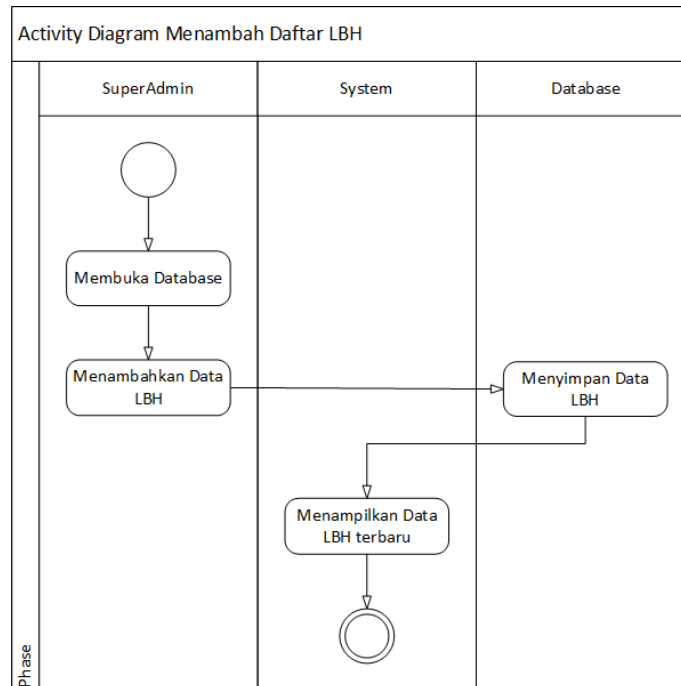 Activity Diagram Menambah Daftar LBH
SuperAdmin
System
Database
Membuka Database
Menambahkan Data
LBH
Menyimpan Data
LBH
Menampilkan Data
LBH terbaru
Phase